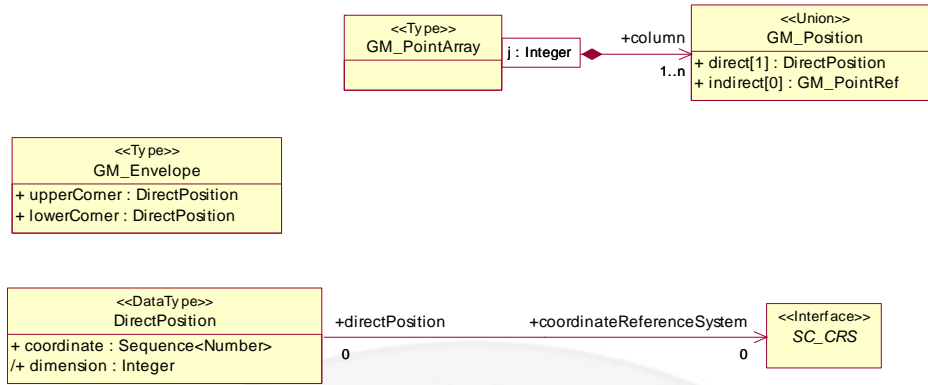 <<Type>>
GM_PointArray
j : Integer
+column
1..n
<<Union>>
GM_Position
+ direct[1] : DirectPosition
+ indirect[0] : GM_PointRef
<<Type>>
GM_Envelope
+ upperCorner : DirectPosition
+ lowerCorner : DirectPosition
<<DataType>>
DirectPosition
+ coordinate : Sequence<Number>
/+ dimension : Integer
+directPosition
0
+coordinateReferenceSystem
0
<<Interface>>
SC_CRS